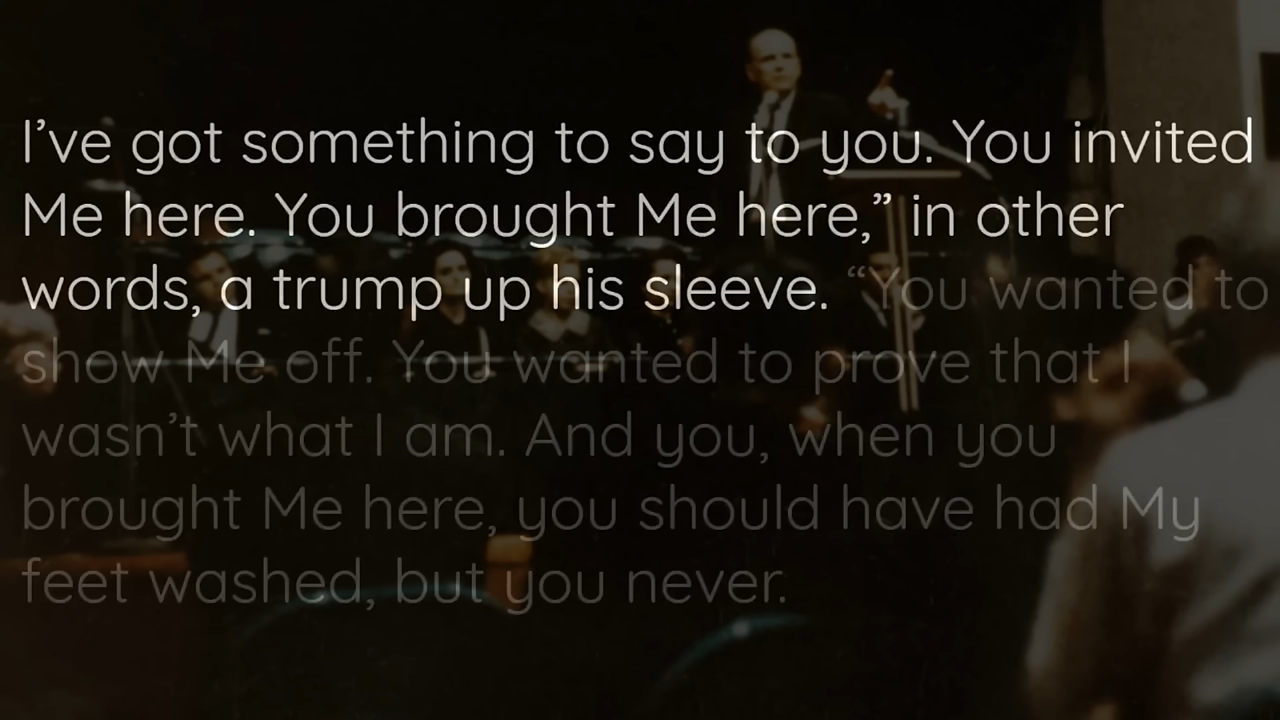 I’ve got something to say to you. You invited
Me here. You brought Me here,” in other
words, a trump up his sleeve. “You wanted to
show Me off. You wanted to prove that I
wasn’t what I am. And you, when you
brought Me here, you should have had My
feet washed, but you never.